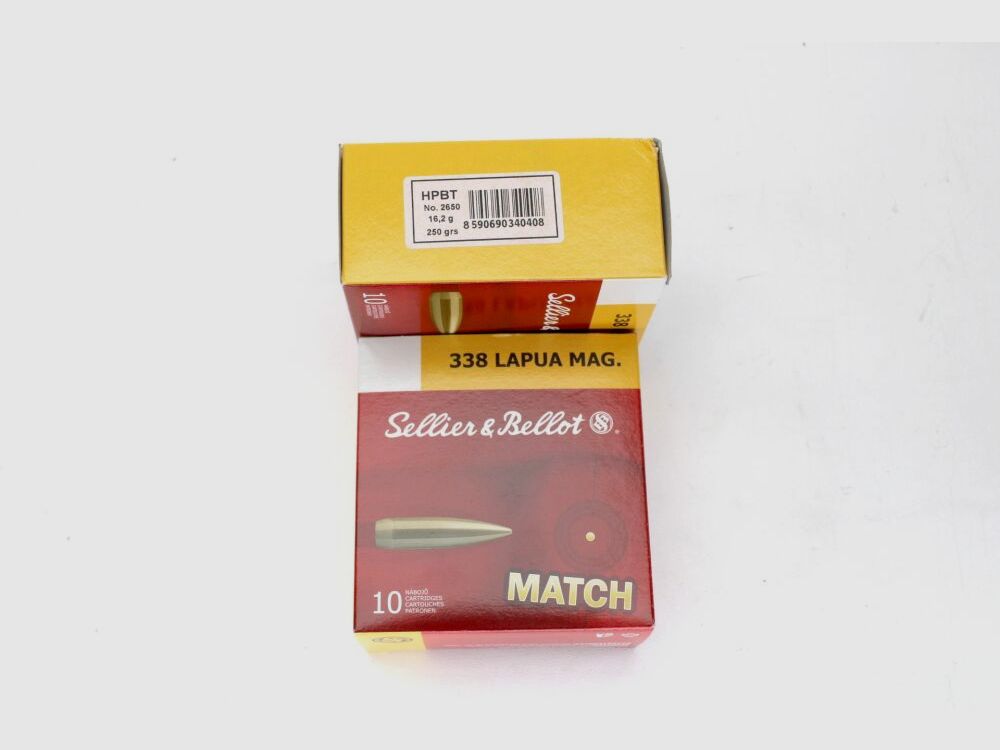 HPBT
No. 2650
16,2 g
250 grs
8 590690 340408
10
Sellier &
338
338 LAPUA MAG.
Sellier & Bellot
MATCH
10
NÁBOJŮ
CARTRIDGES
CARTOUCHES
PATRONEN